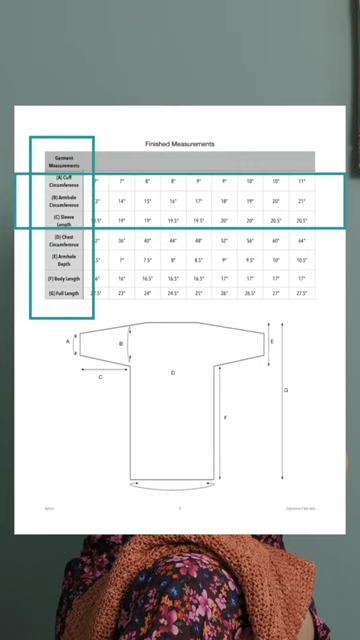 Finished Measurements
Garment
Measurements
(A) Cuff
Circumference
7" 8" 8" 9" 9" 10" 10" 11"
(B) Armhole
Circumference
14" 15" 16" 17" 18" 19" 20" 21"
(C) Sleeve
Length
19" 19" 19.5" 19.5" 20" 20" 20.5" 20.5"
(D) Chest
Circumference
36" 40" 44" 48" 52" 56" 60" 64"
(E) Armhole
Depth
7" 7.5" 8" 8.5" 9" 9.5" 10" 10.5"
(F) Body Length
16" 16.5" 16.5" 16.5" 17" 17" 17" 17"
(G) Full Length
23" 24" 24.5" 25" 26" 26.5" 27" 27.5"
A B C D E F G